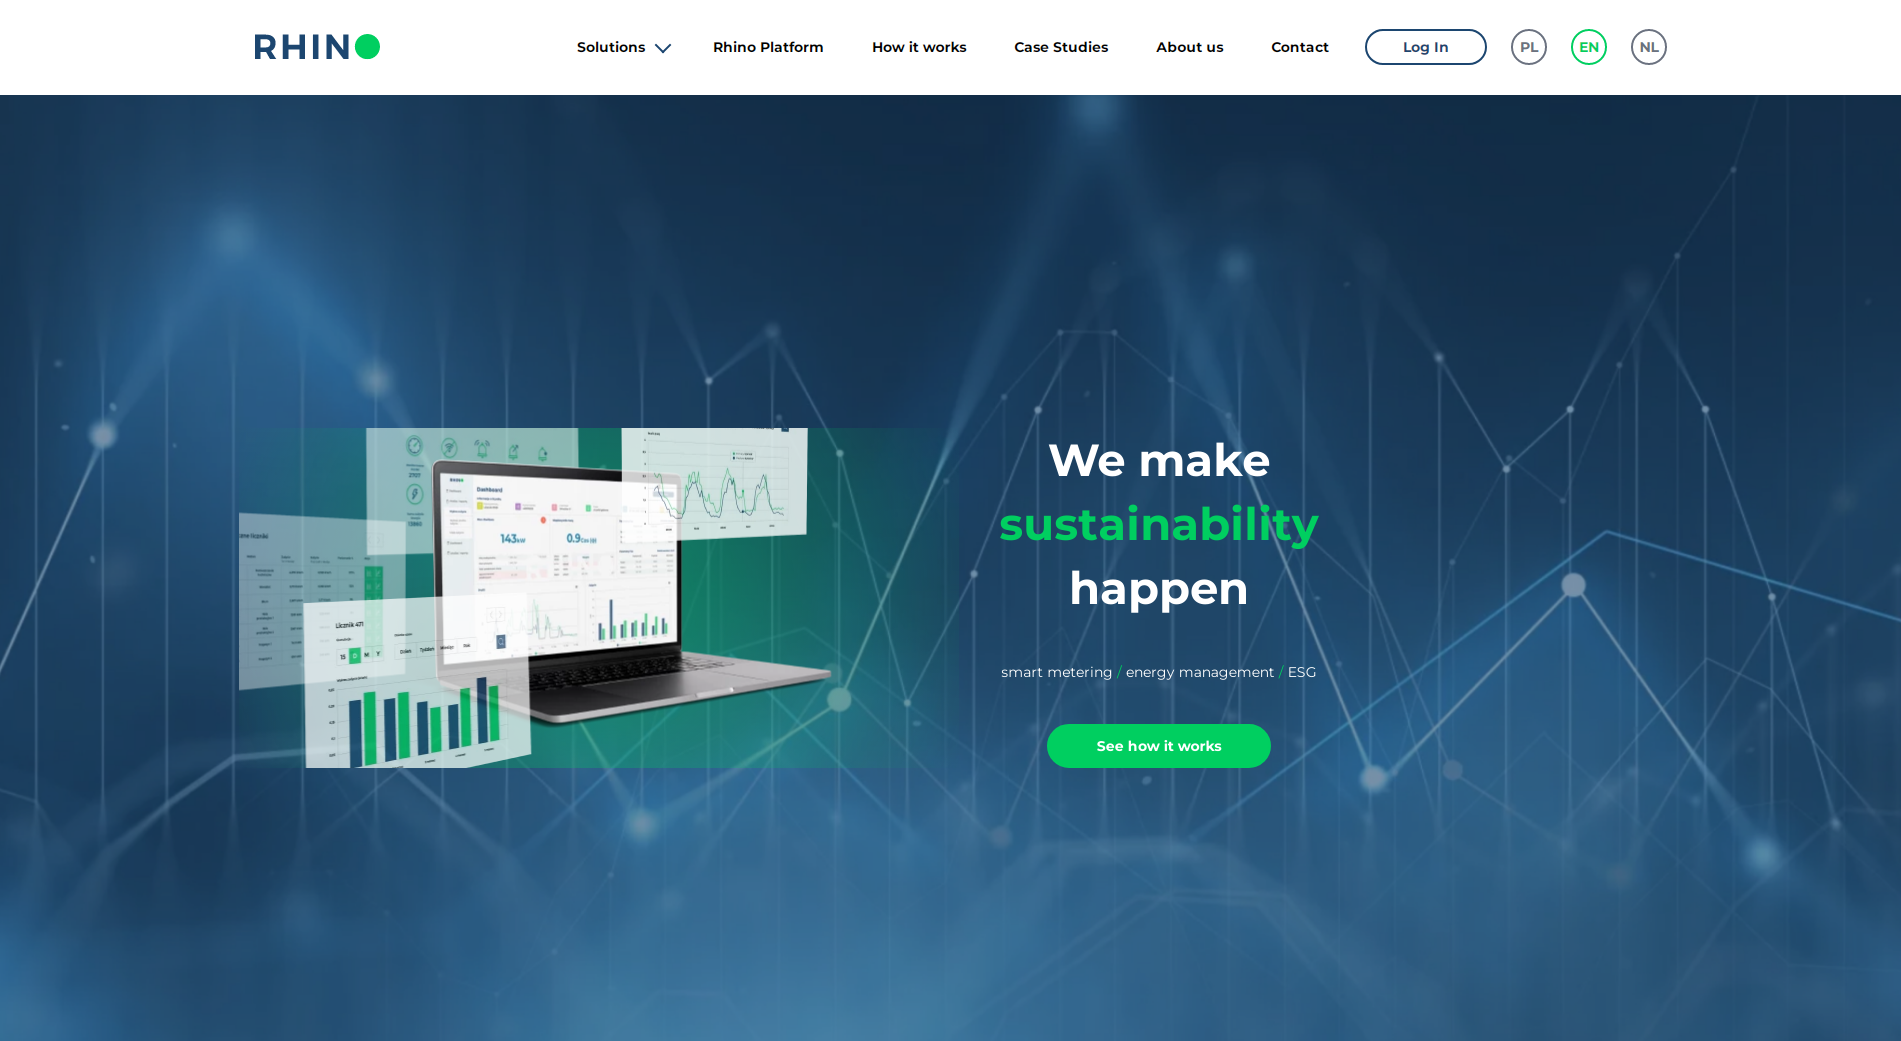 RHINO
Solutions
Rhino Platform
How it works
Case Studies
About us
Contact
Log In
PL
EN
NL
We make
sustainability
happen
smart metering / energy management / ESG
See how it works
Dashboard
143kW
0.9
Licznik 471
15 D M Y